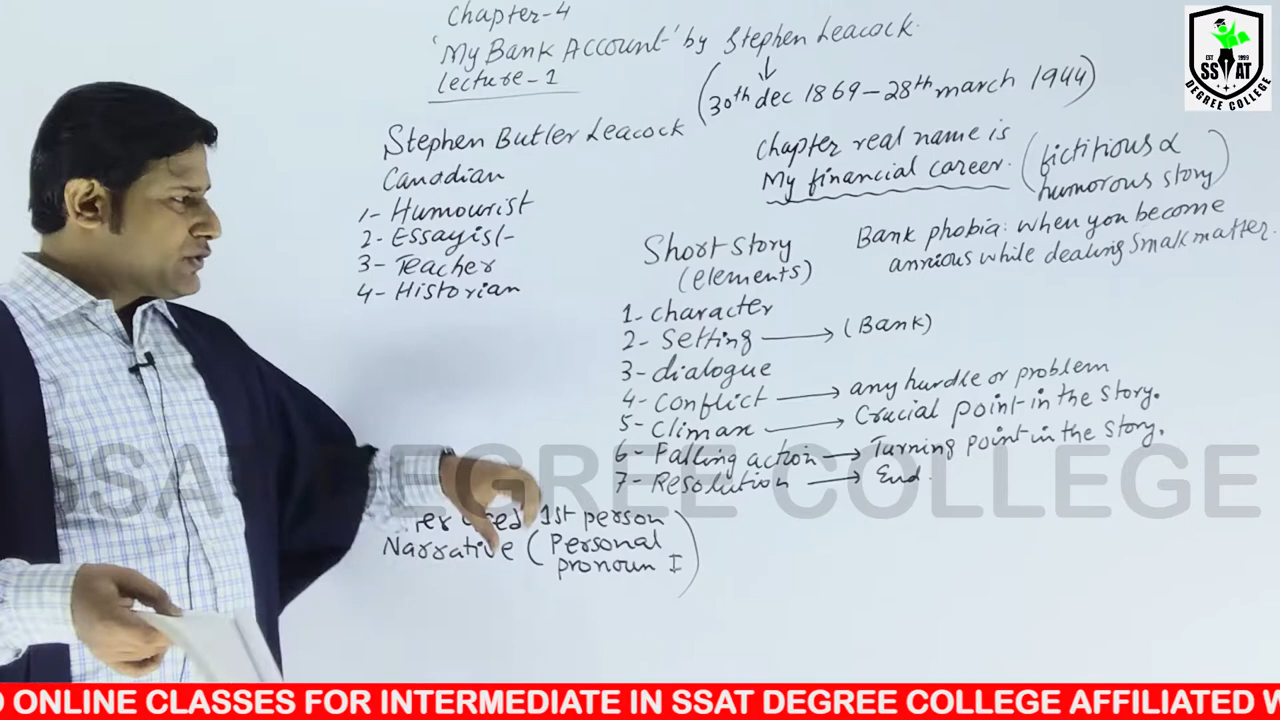 Chapter-4
'My Bank Account' by Stephen Leacock.
Lecture-1
(30th dec 1869 – 28th march 1944)
Stephen Butler Leacock
Canadian
1- Humourist
2- Essayist
3- Teacher
4- Historian
Chapter real name is
My financial career.
(fictitious &
humorous story)
Bank phobia: when you become
anxious while dealing small matter.
Short story
(elements)
1- character
2- Setting → (Bank)
3- dialogue
4- Conflict → any hurdle or problem
5- Climax → Crucial point in the story.
6- Falling action → Turning point in the story.
7- Resolution → End.
used 1st person
Narrative (Personal
pronoun I)
SSAT DEGREE COLLEGE
EST 1999
SSAT
DEGREE COLLEGE
ONLINE CLASSES FOR INTERMEDIATE IN SSAT DEGREE COLLEGE AFFILIATED W